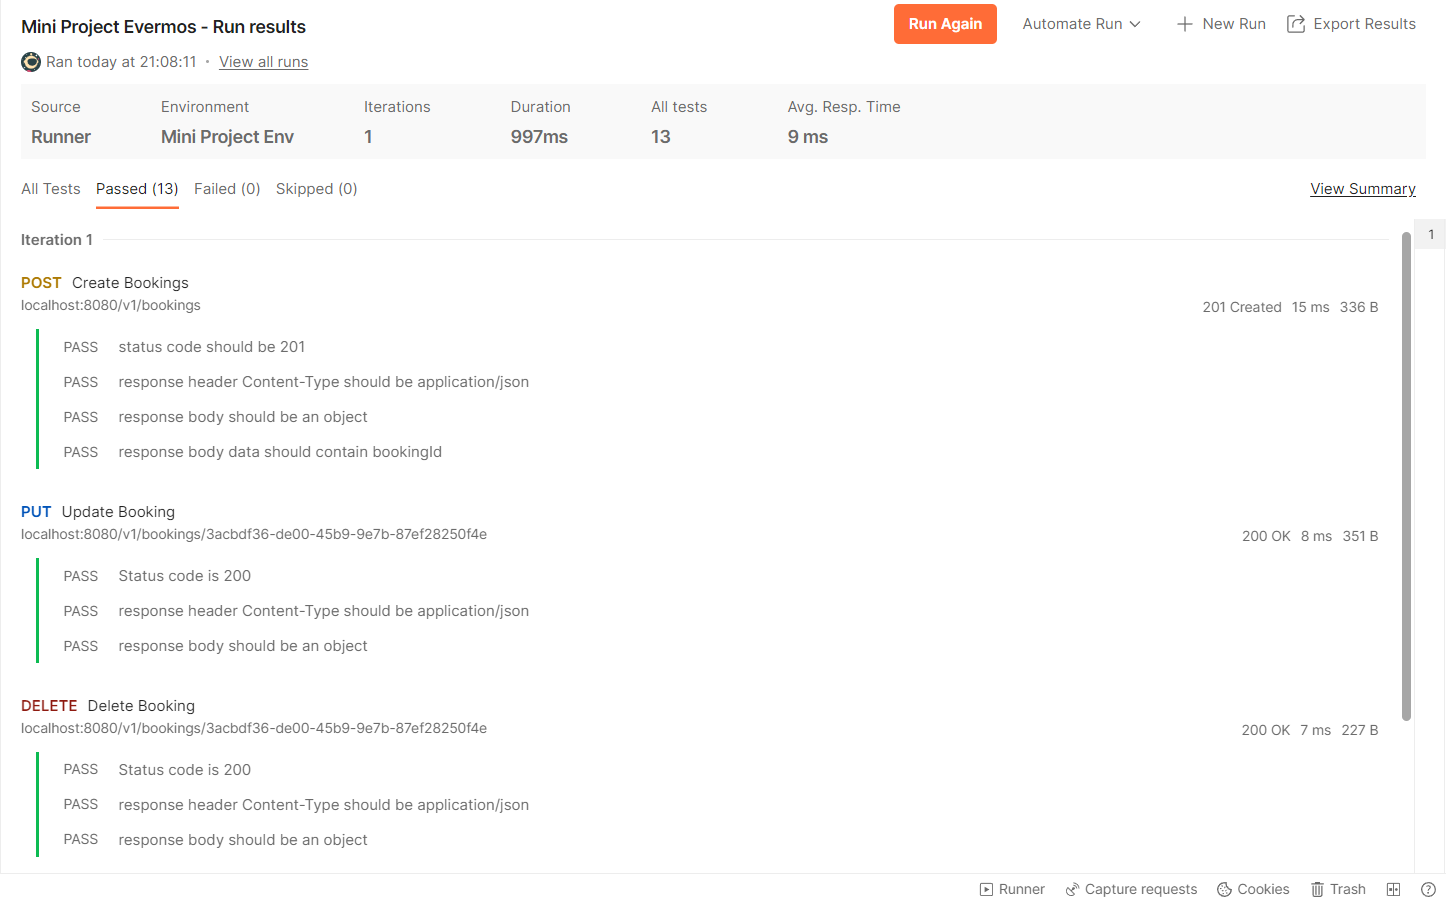 Mini Project Evermos - Run results
Run Again
Automate Run
New Run
Export Results
Ran today at 21:08:11 · View all runs
Source Environment Iterations Duration All tests Avg. Resp. Time
Runner Mini Project Env 1 997ms 13 9 ms
All Tests Passed (13) Failed (0) Skipped (0) View Summary
Iteration 1
1
POST Create Bookings
localhost:8080/v1/bookings
201 Created 15 ms 336 B
PASS status code should be 201
PASS response header Content-Type should be application/json
PASS response body should be an object
PASS response body data should contain bookingId
PUT Update Booking
localhost:8080/v1/bookings/3acbdf36-de00-45b9-9e7b-87ef28250f4e
200 OK 8 ms 351 B
PASS Status code is 200
PASS response header Content-Type should be application/json
PASS response body should be an object
DELETE Delete Booking
localhost:8080/v1/bookings/3acbdf36-de00-45b9-9e7b-87ef28250f4e
200 OK 7 ms 227 B
PASS Status code is 200
PASS response header Content-Type should be application/json
PASS response body should be an object
Runner Capture requests Cookies Trash